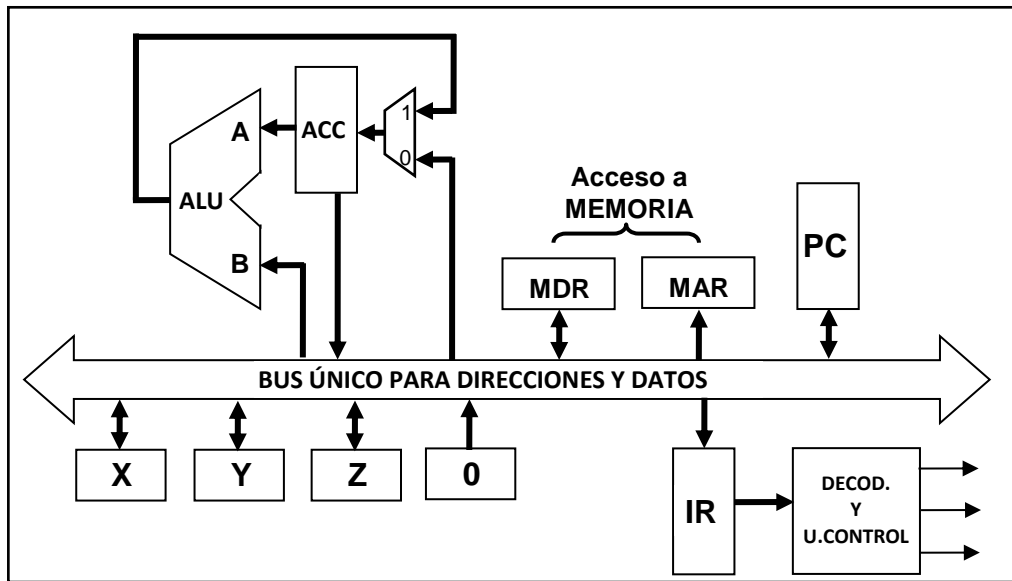 A
ALU
B
ACC
1
0
Acceso a
MEMORIA
MDR
MAR
PC
BUS ÚNICO PARA DIRECCIONES Y DATOS
X
Y
Z
0
IR
DECOD.
Y
U.CONTROL